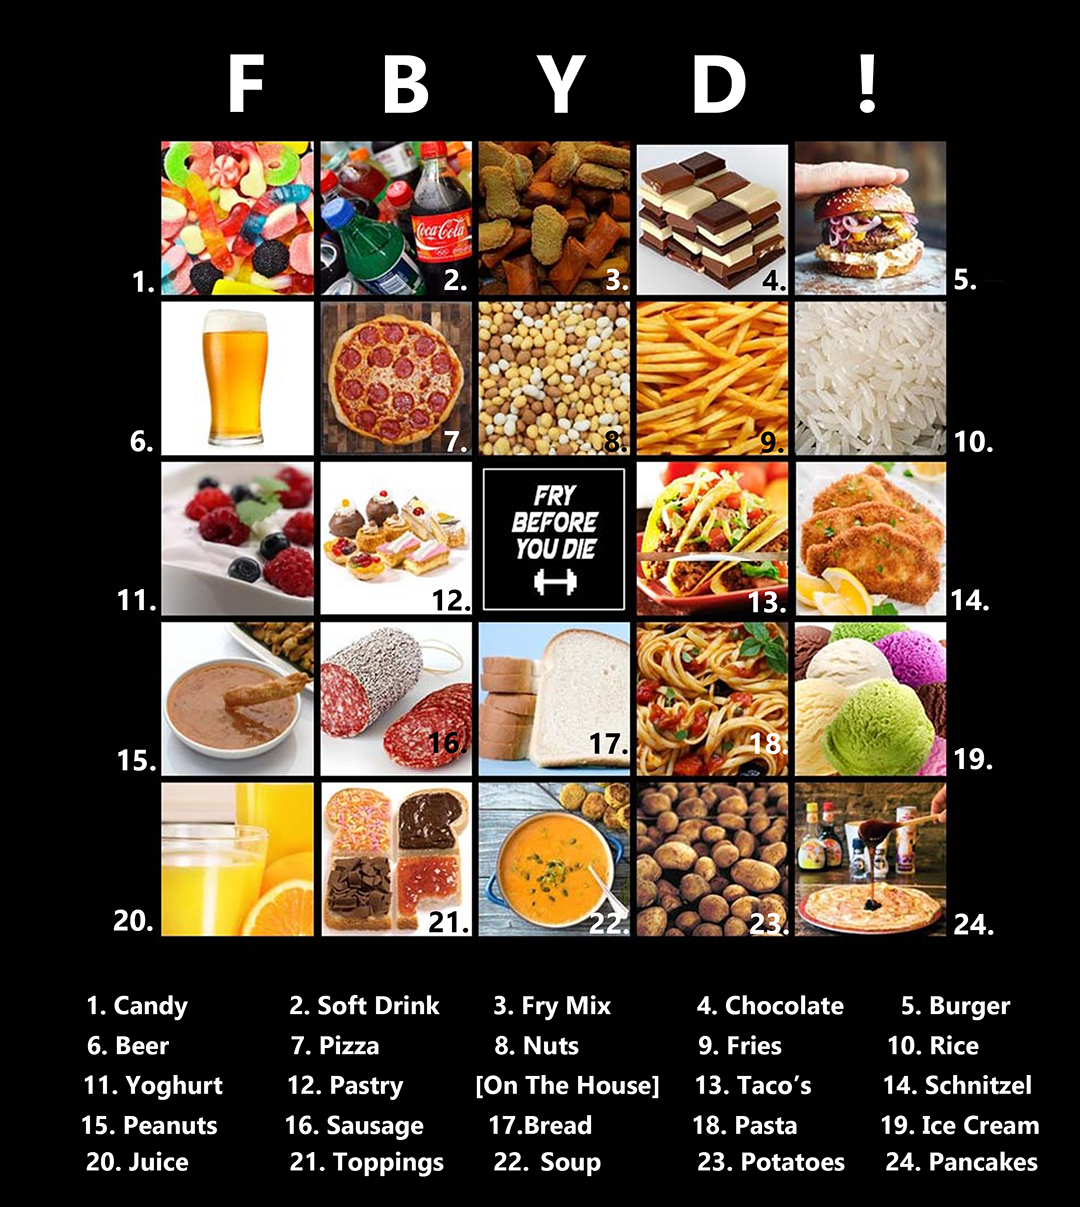 F B Y D !
1. 2. 3. 4. 5.
Coca-Cola
6. 7. 8. 9. 10.
FRY
BEFORE
YOU DIE
11. 12. 13. 14.
15. 16. 17. 18. 19.
20. 21. 22. 23. 24.
1. Candy 2. Soft Drink 3. Fry Mix 4. Chocolate 5. Burger
6. Beer 7. Pizza 8. Nuts 9. Fries 10. Rice
11. Yoghurt 12. Pastry [On The House] 13. Taco’s 14. Schnitzel
15. Peanuts 16. Sausage 17.Bread 18. Pasta 19. Ice Cream
20. Juice 21. Toppings 22. Soup 23. Potatoes 24. Pancakes